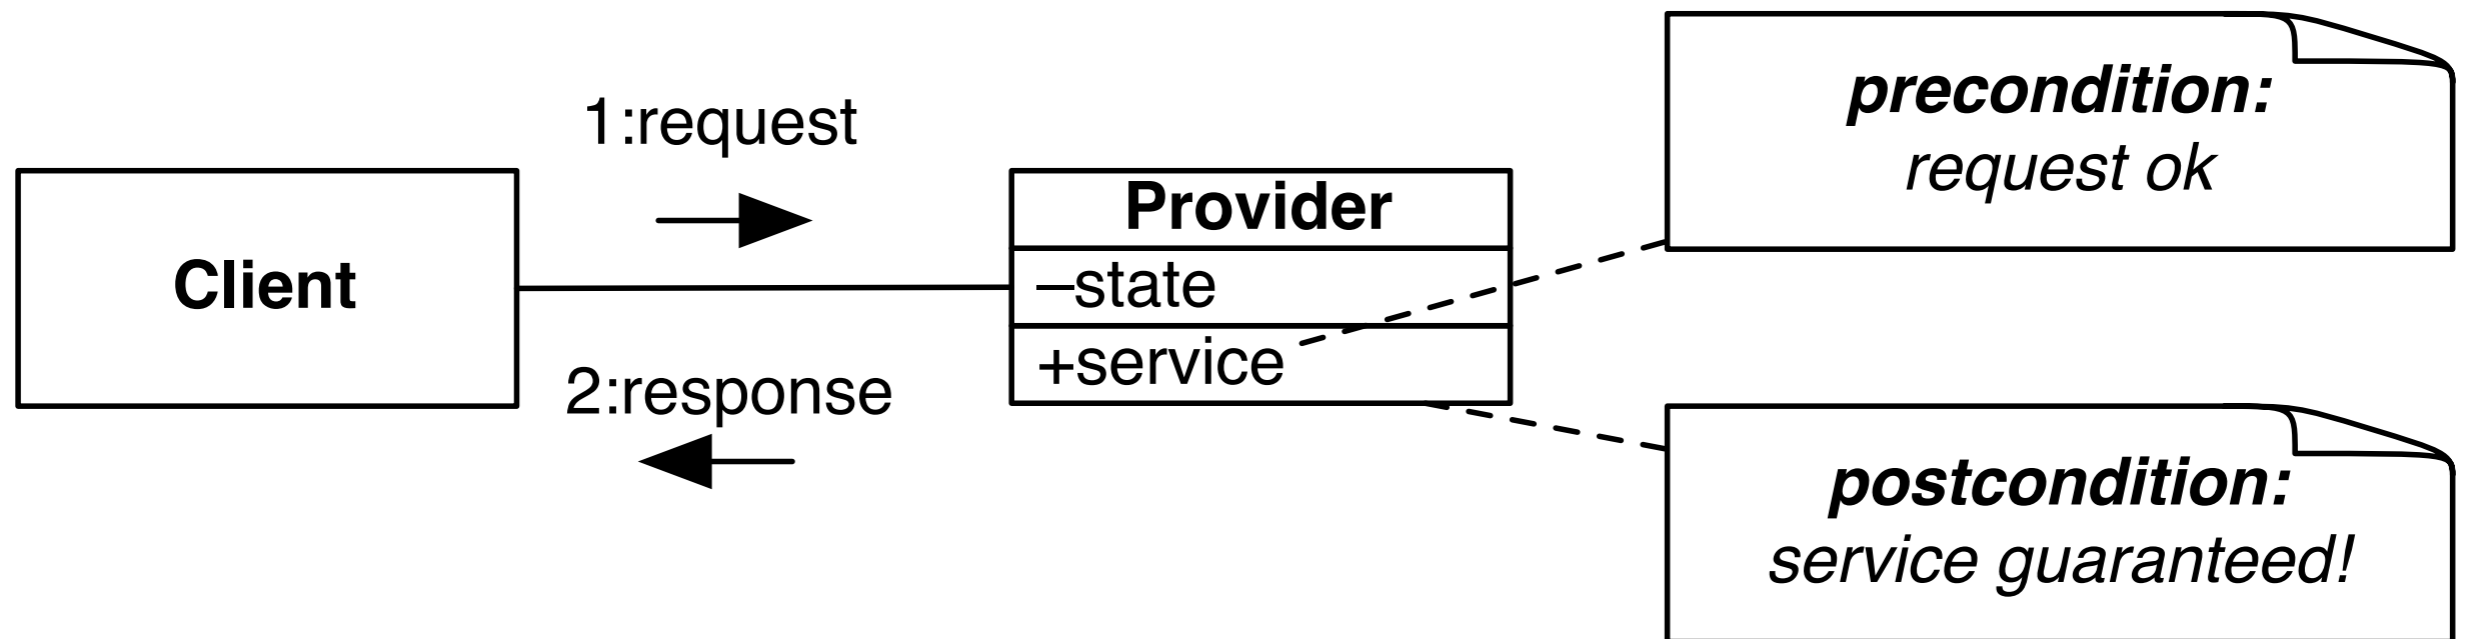 Client
1:request
2:response
Provider
–state
+service
precondition:
request ok
postcondition:
service guaranteed!